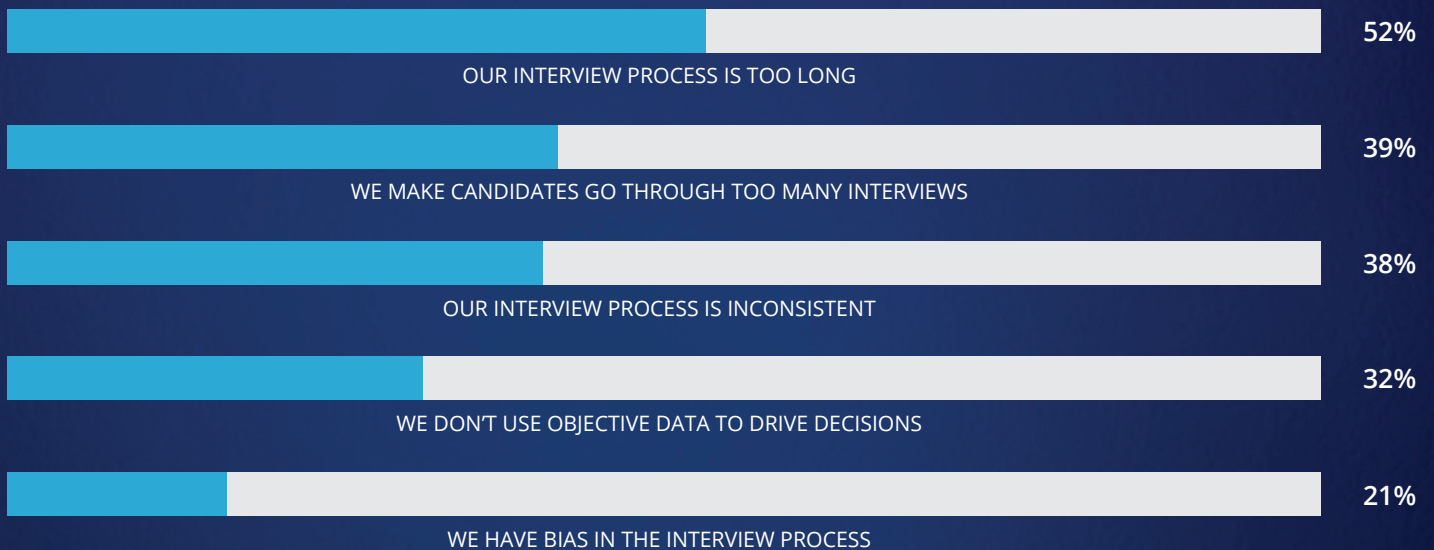 52%
OUR INTERVIEW PROCESS IS TOO LONG
39%
WE MAKE CANDIDATES GO THROUGH TOO MANY INTERVIEWS
38%
OUR INTERVIEW PROCESS IS INCONSISTENT
32%
WE DON’T USE OBJECTIVE DATA TO DRIVE DECISIONS
21%
WE HAVE BIAS IN THE INTERVIEW PROCESS